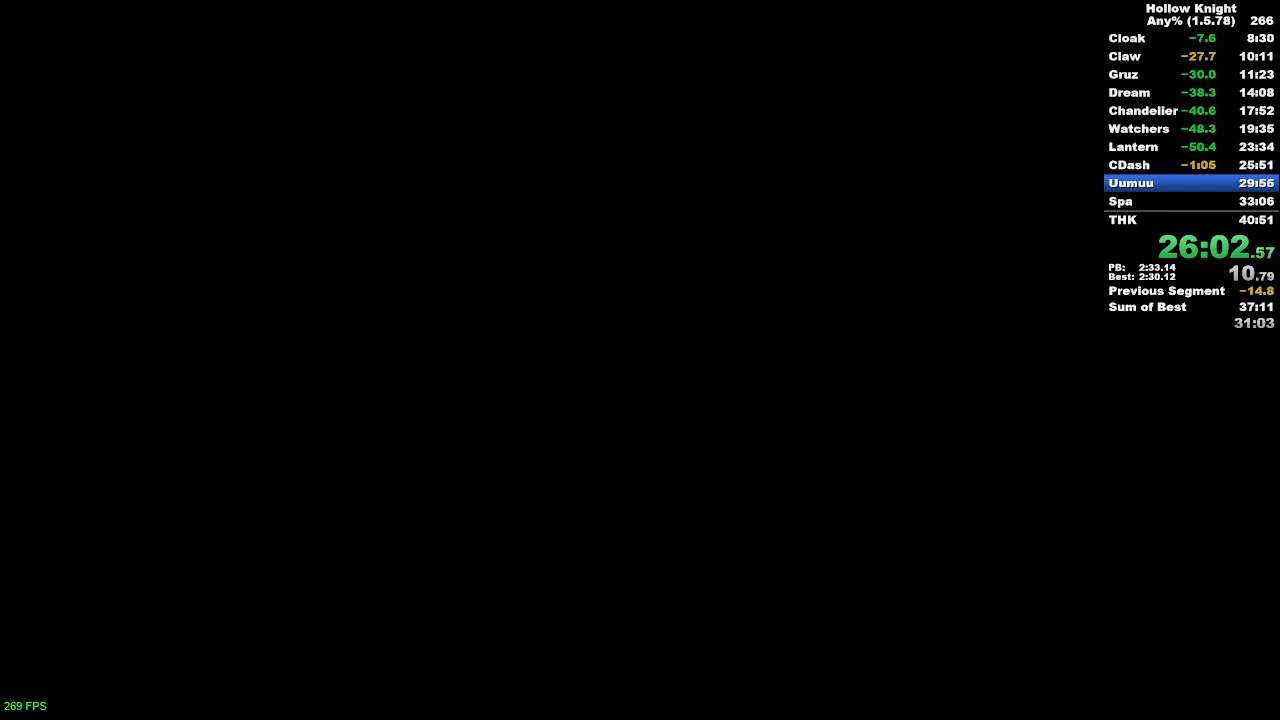 Hollow Knight
Any% (1.5.78) 266
Cloak −7.6 8:30
Claw −27.7 10:11
Gruz −30.0 11:23
Dream −38.3 14:08
Chandelier −40.6 17:52
Watchers −48.3 19:35
Lantern −50.4 23:34
CDash −1:05 25:51
Uumuu 29:55
Spa 33:06
THK 40:51
26:02.57
PB: 2:33.14 10.79
Best: 2:30.12
Previous Segment −14.8
Sum of Best 37:11
31:03
269 FPS